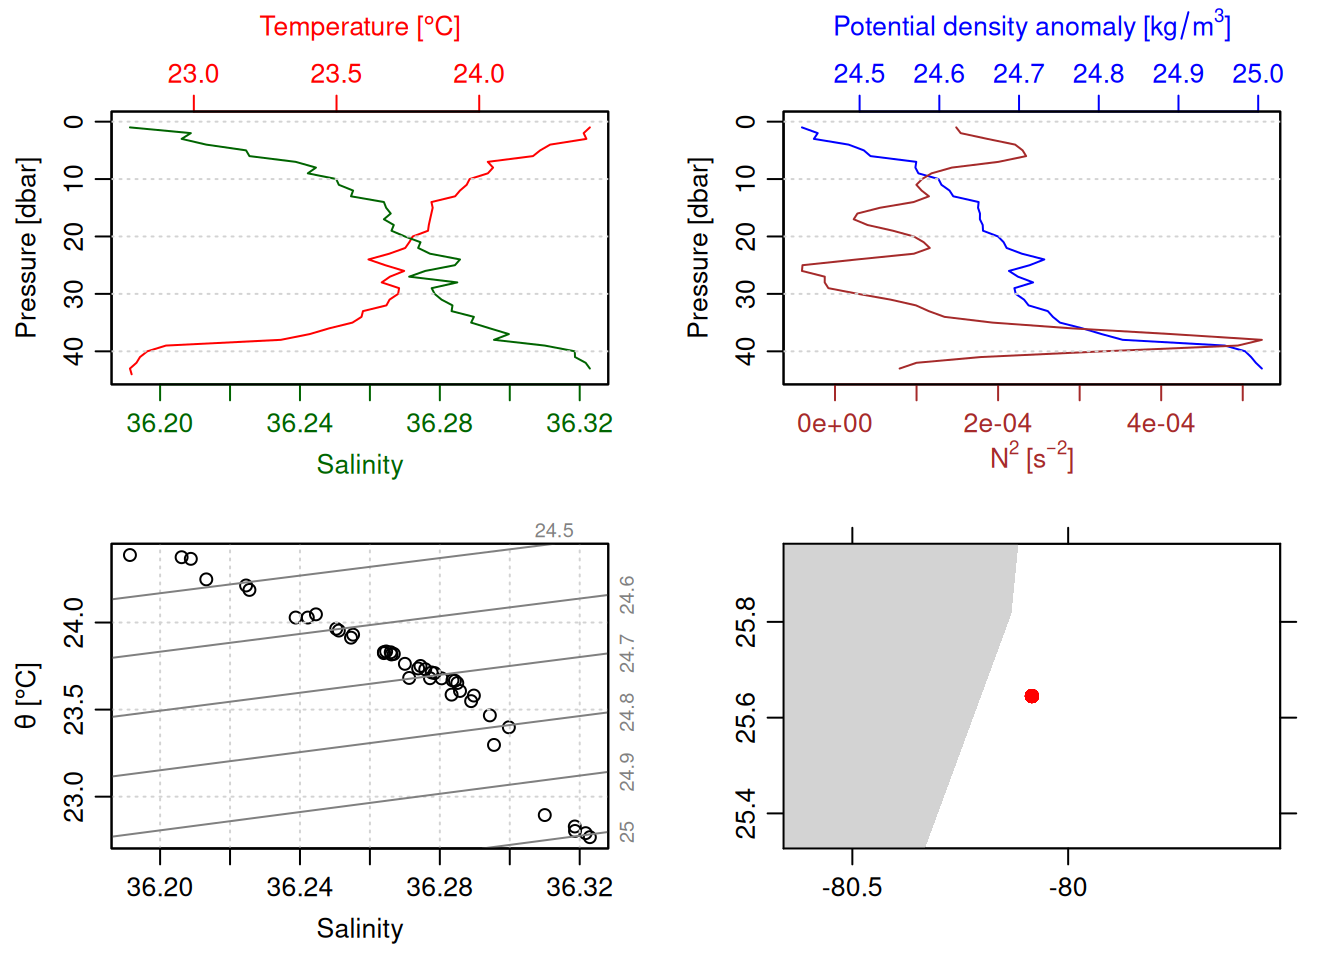 Temperature [°C]
23.0 23.5 24.0
Pressure [dbar]
0
10
20
30
40
36.20 36.24 36.28 36.32
Salinity
Potential density anomaly [kg/m³]
24.5 24.6 24.7 24.8 24.9 25.0
Pressure [dbar]
0
10
20
30
40
0e+00 2e-04 4e-04
N² [s⁻²]
24.5
24.6
24.7
24.8
24.9
25
θ [°C]
24.0
23.5
23.0
36.20 36.24 36.28 36.32
Salinity
25.8
25.6
25.4
-80.5 -80